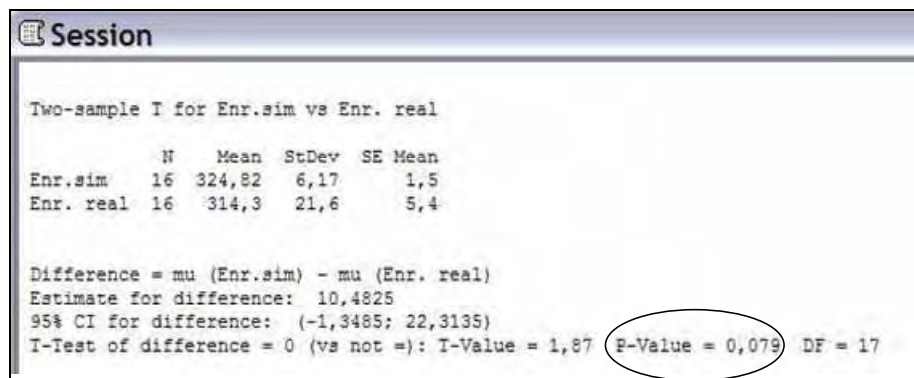 Session
Two-sample T for Enr.sim vs Enr. real
N Mean StDev SE Mean
Enr.sim 16 324,82 6,17 1,5
Enr. real 16 314,3 21,6 5,4
Difference = mu (Enr.sim) - mu (Enr. real)
Estimate for difference: 10,4825
95% CI for difference: (-1,3485; 22,3135)
T-Test of difference = 0 (vs not =): T-Value = 1,87 P-Value = 0,079 DF = 17